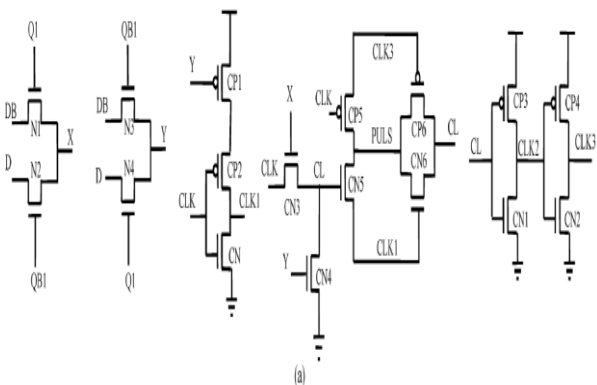 Q1
DB
N1
X
D
N2
QB1
QB1
DB
N3
Y
D
N4
Q1
Y
CP1
CP2
CLK
CLK1
CN
X
CLK
CN3
CL
Y
CN4
CLK3
CLK
CP5
PULS
CP6
CL
CN6
CN5
CLK1
CL
CP3
CLK2
CN1
CP4
CLK3
CN2
(a)